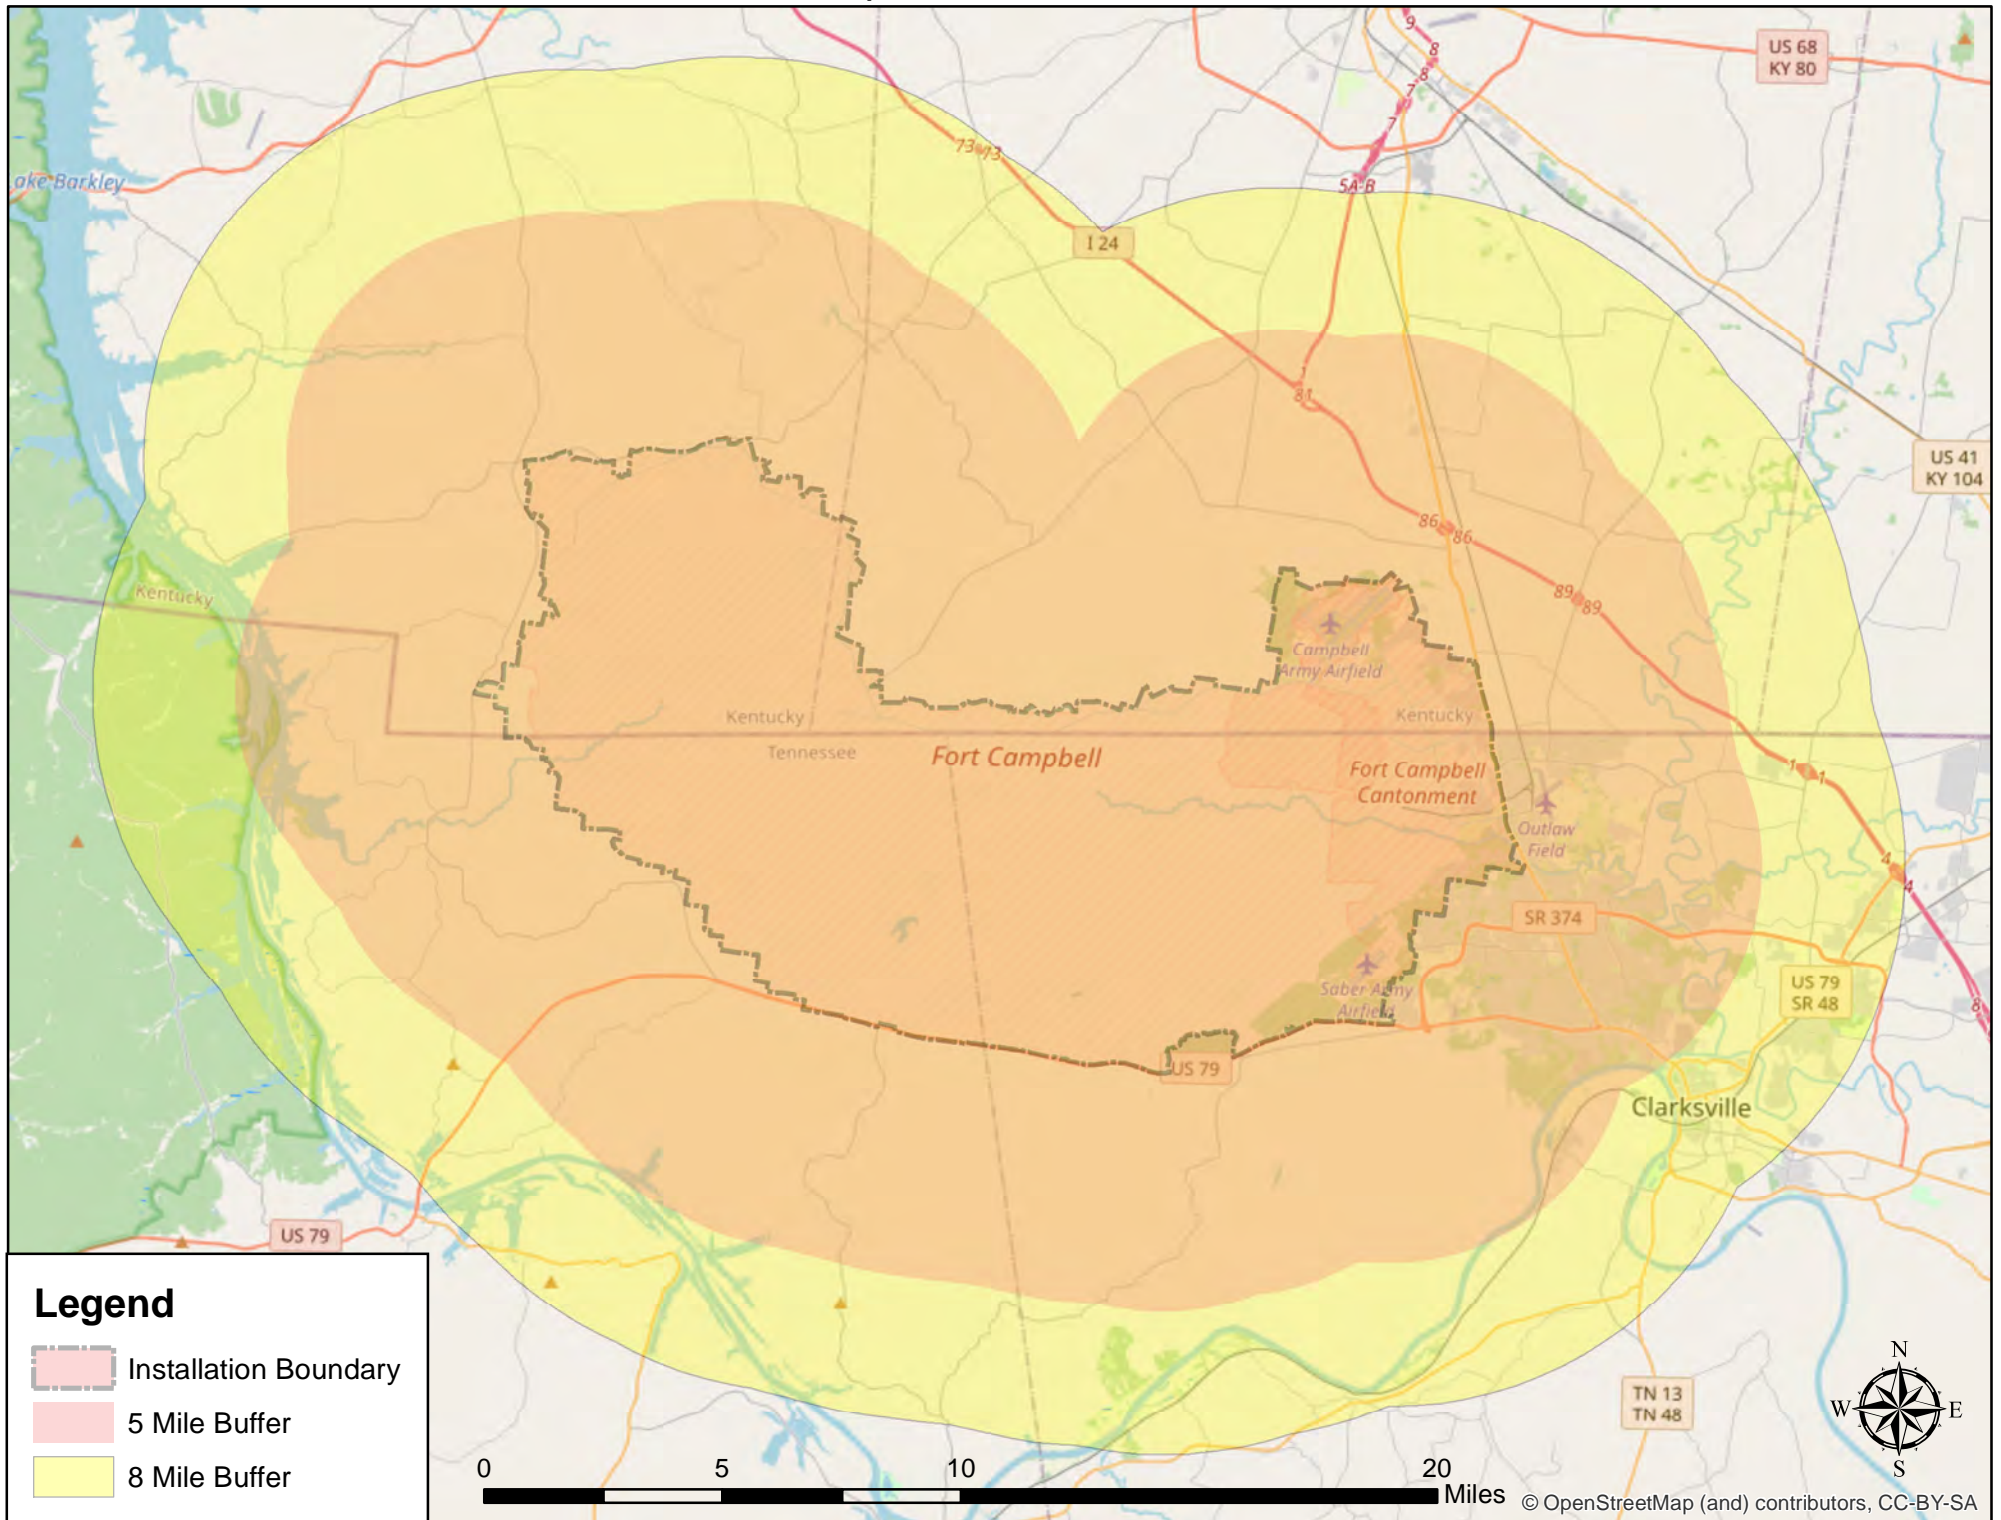 9
8
8
7
7
5A-B
US 68
KY 80
73
73
ake Barkley
I 24
81
US 41
KY 104
86
86
89
89
Kentucky
Campbell
Army Airfield
Kentucky
Kentucky
Tennessee
Fort Campbell
Fort Campbell
Cantonment
1
1
Outlaw
Field
4
4
SR 374
Saber Army
Airfield
US 79
SR 48
8
US 79
Clarksville
US 79
Legend
Installation Boundary
5 Mile Buffer
8 Mile Buffer
0
5
10
20
Miles
TN 13
TN 48
N
W
E
S
© OpenStreetMap (and) contributors, CC-BY-SA